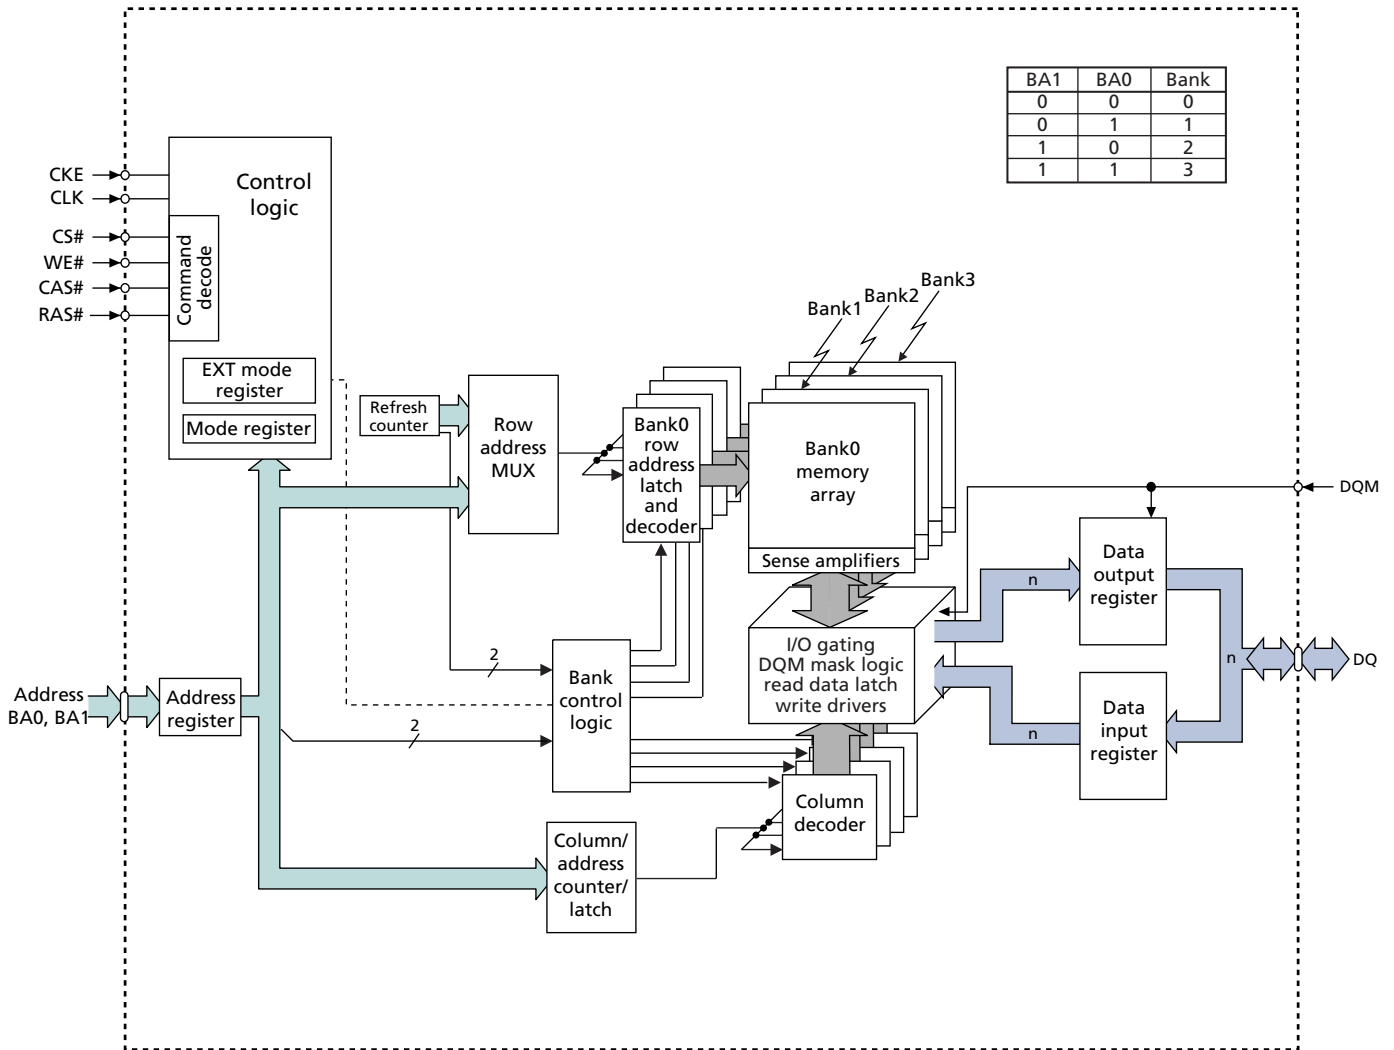 BA1 BA0 Bank
0 0 0
0 1 1
1 0 2
1 1 3
CKE
CLK
CS#
WE#
CAS#
RAS#
Control
logic
Command
decode
EXT mode
register
Mode register
Refresh
counter
Row
address
MUX
Bank0
row
address
latch
and
decoder
Bank1
Bank2
Bank3
Bank0
memory
array
Sense amplifiers
I/O gating
DQM mask logic
read data latch
write drivers
DQM
Data
output
register
n
n
n
DQ
Data
input
register
Address
BA0, BA1
Address
register
2
2
Bank
control
logic
Column
decoder
Column/
address
counter/
latch